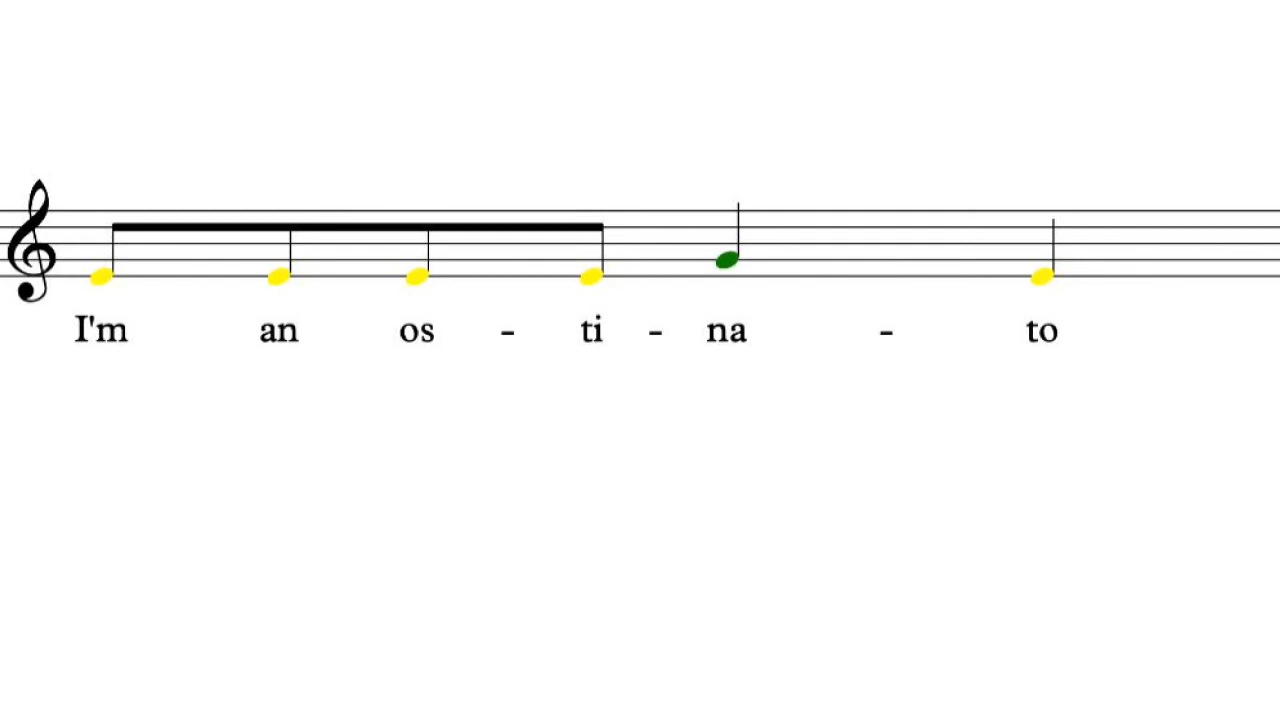 I'm an os - ti - na - to